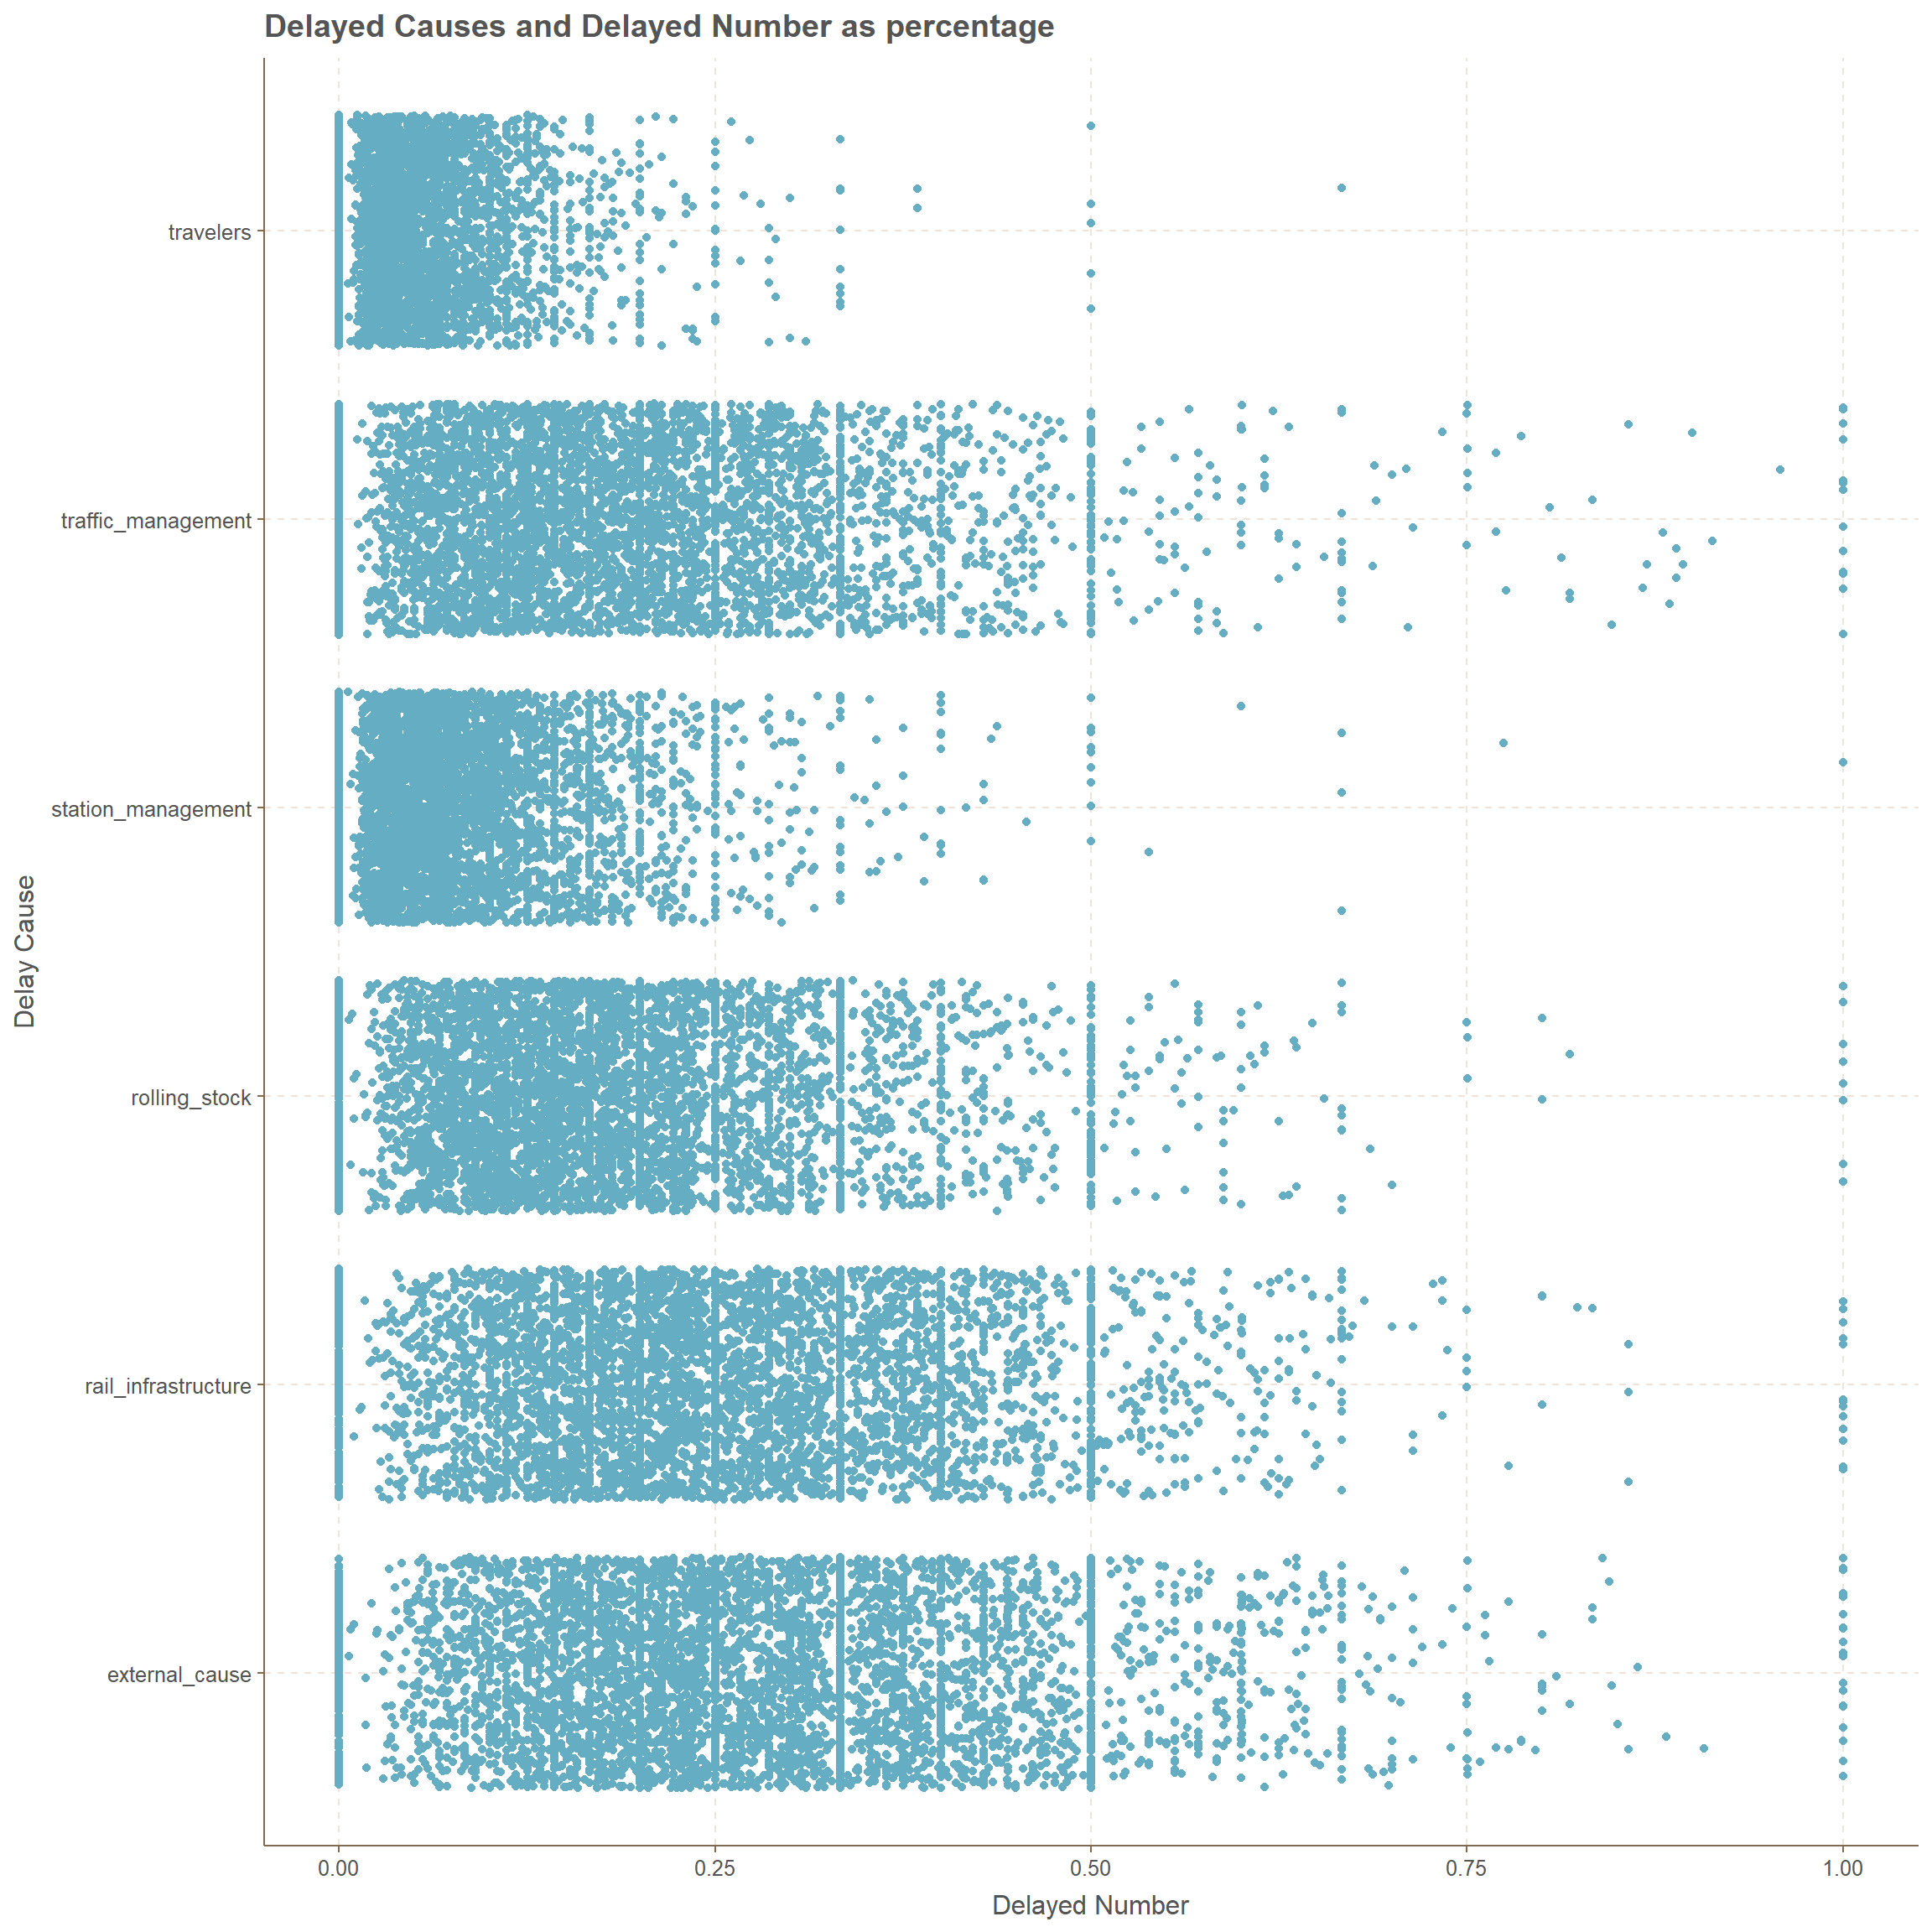 Delayed Causes and Delayed Number as percentage
travelers
traffic_management
station_management
rolling_stock
rail_infrastructure
external_cause
Delay Cause
0.00 0.25 0.50 0.75 1.00
Delayed Number